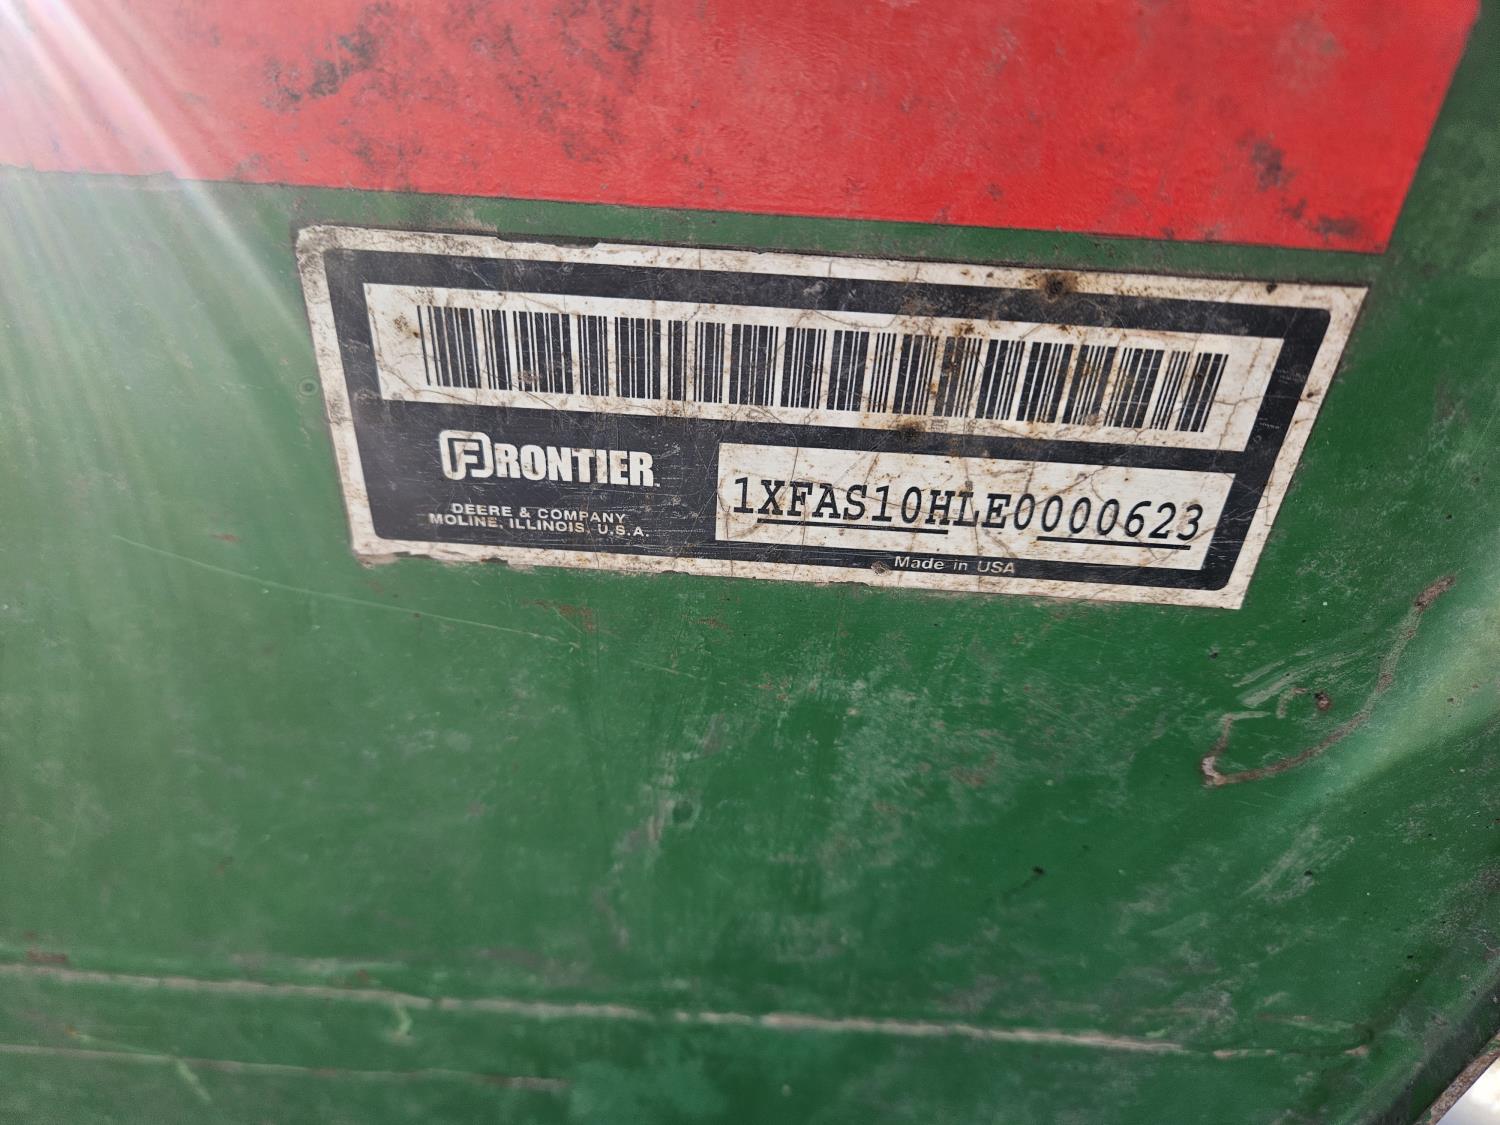 FRONTIER
DEERE & COMPANY
MOLINE, ILLINOIS, U.S.A.
1XFAS10HLE0000623
Made in USA